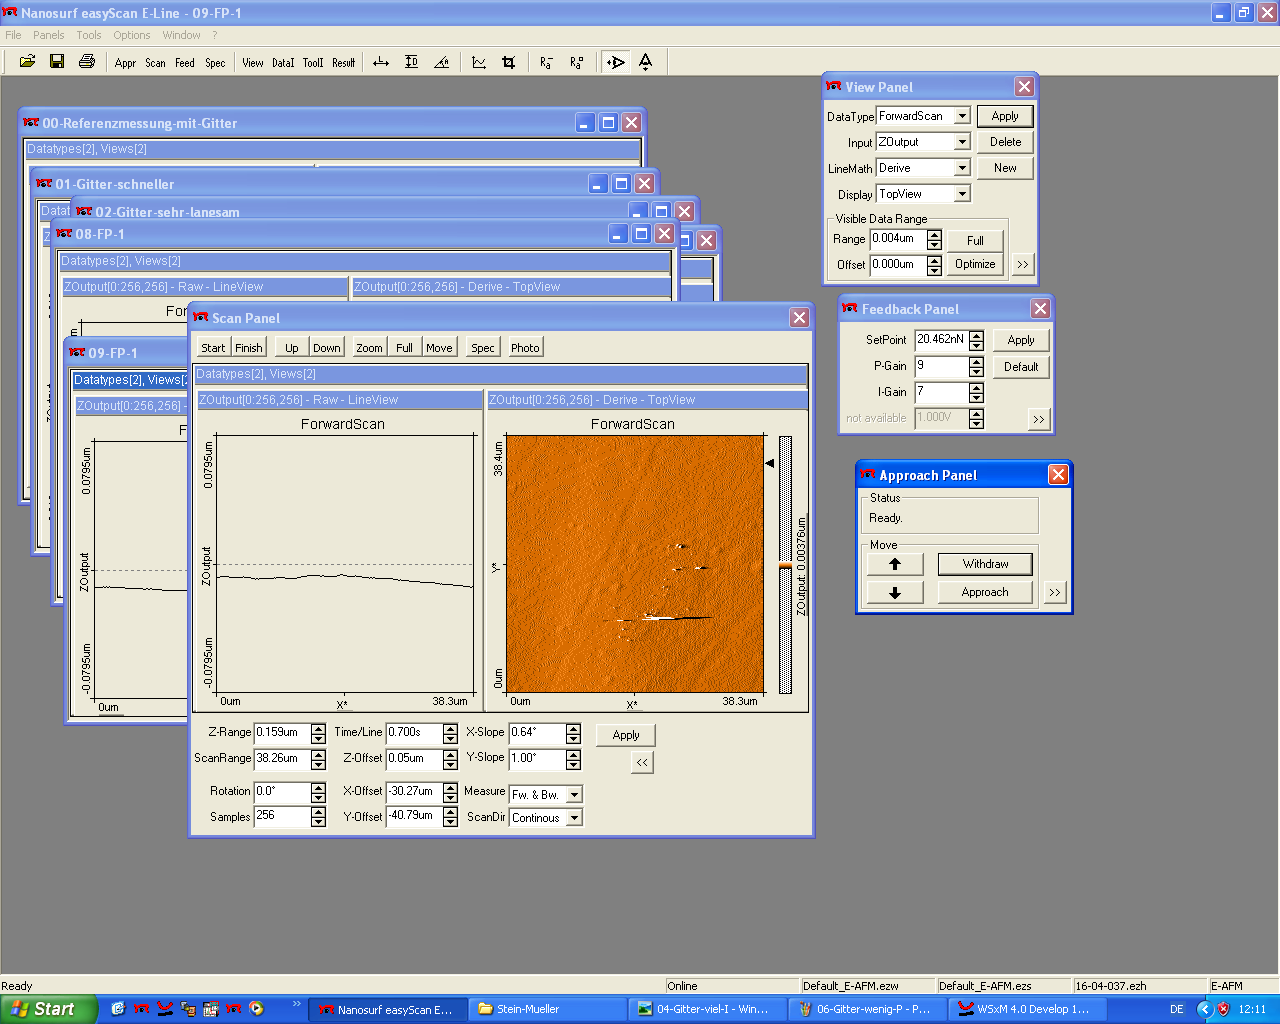 Nanosurf easyScan E-Line - 09-FP-1
File Panels Tools Options Window ?
Appr Scan Feed Spec View DataI ToolI Result
00-Referenzmessung-mit-Gitter
Datatypes[2], Views[2]
01-Gitter-schneller
02-Gitter-sehr-langsam
08-FP-1
Datatypes[2], Views[2]
ZOutput[0:256,256] - Raw - LineView
ZOutput[0:256,256] - Derive - TopView
09-FP-1
Datatypes[2], Views[2]
ZOutput[0:256,256] -
0.0795um
ZOutput
-0.0795um
0um
Scan Panel
Start Finish Up Down Zoom Full Move Spec Photo
Datatypes[2], Views[2]
ZOutput[0:256,256] - Raw - LineView
ZOutput[0:256,256] - Derive - TopView
ForwardScan
0.0795um
ZOutput
-0.0795um
0um X* 38.3um
ForwardScan
38.4um
Y*
0um
0um X* 38.3um
ZOutput: 0.00376um
Z-Range 0.159um Time/Line 0.700s X-Slope 0.64° Apply
ScanRange 38.26um Z-Offset 0.05um Y-Slope 1.00° <<
Rotation 0.0° X-Offset -30.27um Measure Fw. & Bw.
Samples 256 Y-Offset -40.79um ScanDir Continous
View Panel
DataType ForwardScan Apply
Input ZOutput Delete
LineMath Derive New
Display TopView
Visible Data Range
Range 0.004um Full
Offset 0.000um Optimize >>
Feedback Panel
SetPoint 20.462nN Apply
P-Gain 9 Default
I-Gain 7
not available 1.000V >>
Approach Panel
Status
Ready.
Move
Withdraw
Approach >>
Ready Online Default_E-AFM.ezw Default_E-AFM.ezs 16-04-037.ezh E-AFM
Start Nanosurf easyScan E... Stein-Mueller 04-Gitter-viel-I - Win... 06-Gitter-wenig-P - P... WSxM 4.0 Develop 1... DE 12:11